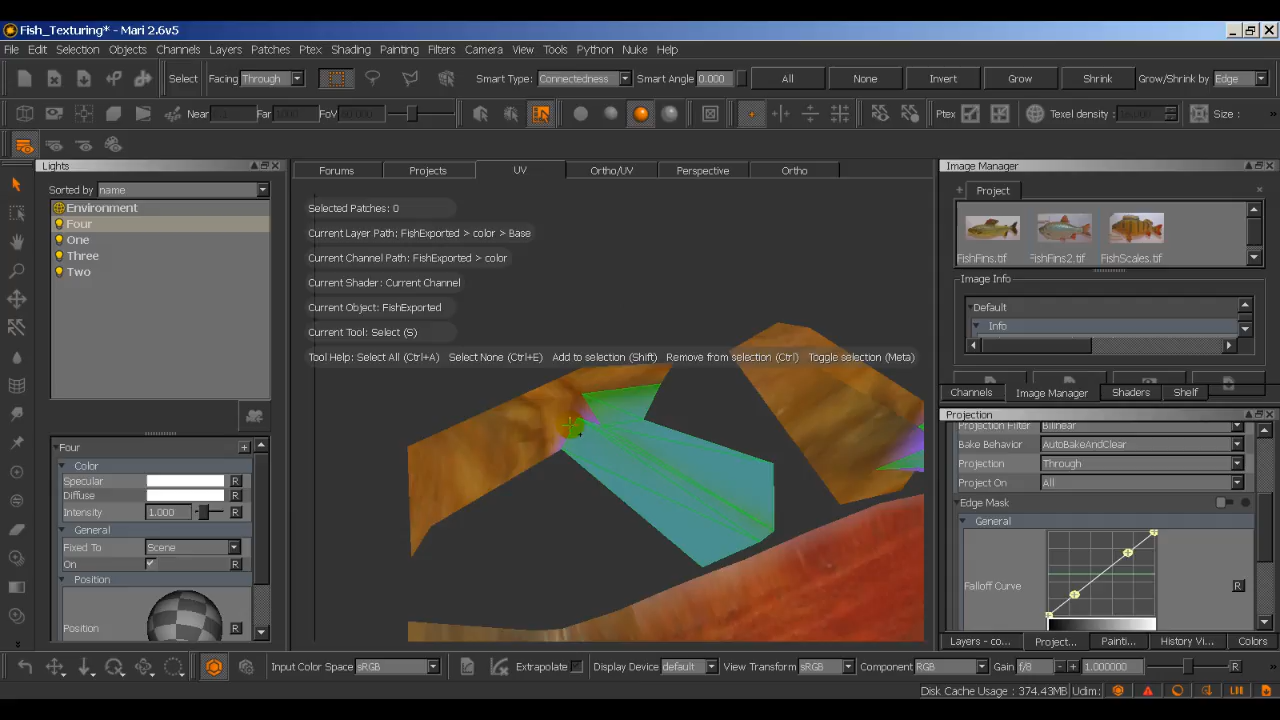 Fish_Texturing* - Mari 2.6v5
File Edit Selection Objects Channels Layers Patches Ptex Shading Painting Filters Camera View Tools Python Nuke Help
Select Facing Through Smart Type: Connectedness Smart Angle 0.000 All None Invert Grow Shrink Grow/Shrink by Edge
Near Far FoV Ptex Texel density: Size :
Lights
Sorted by name
Environment
Four
One
Three
Two
Four
Color
Specular R
Diffuse R
Intensity 1.000 R
General
Fixed To Scene R
On R
Position
Position R
Forums Projects UV Ortho/UV Perspective Ortho
Selected Patches: 0
Current Layer Path: FishExported > color > Base
Current Channel Path: FishExported > color
Current Shader: Current Channel
Current Object: FishExported
Current Tool: Select (S)
Tool Help: Select All (Ctrl+A) Select None (Ctrl+E) Add to selection (Shift) Remove from selection (Ctrl) Toggle selection (Meta)
Image Manager
Project
FishFins.tif FishFins2.tif FishScales.tif
Image Info
Default
Info
Channels Image Manager Shaders Shelf
Projection
Projection Filter Bilinear
Bake Behavior AutoBakeAndClear
Projection Through
Project On All
Edge Mask
General
Falloff Curve R
Layers - co... Project... Painti... History Vi... Colors
Input Color Space sRGB Extrapolate Display Device default View Transform sRGB Component RGB Gain f/8 - + 1.000000 R
Disk Cache Usage : 374.43MB Udim: